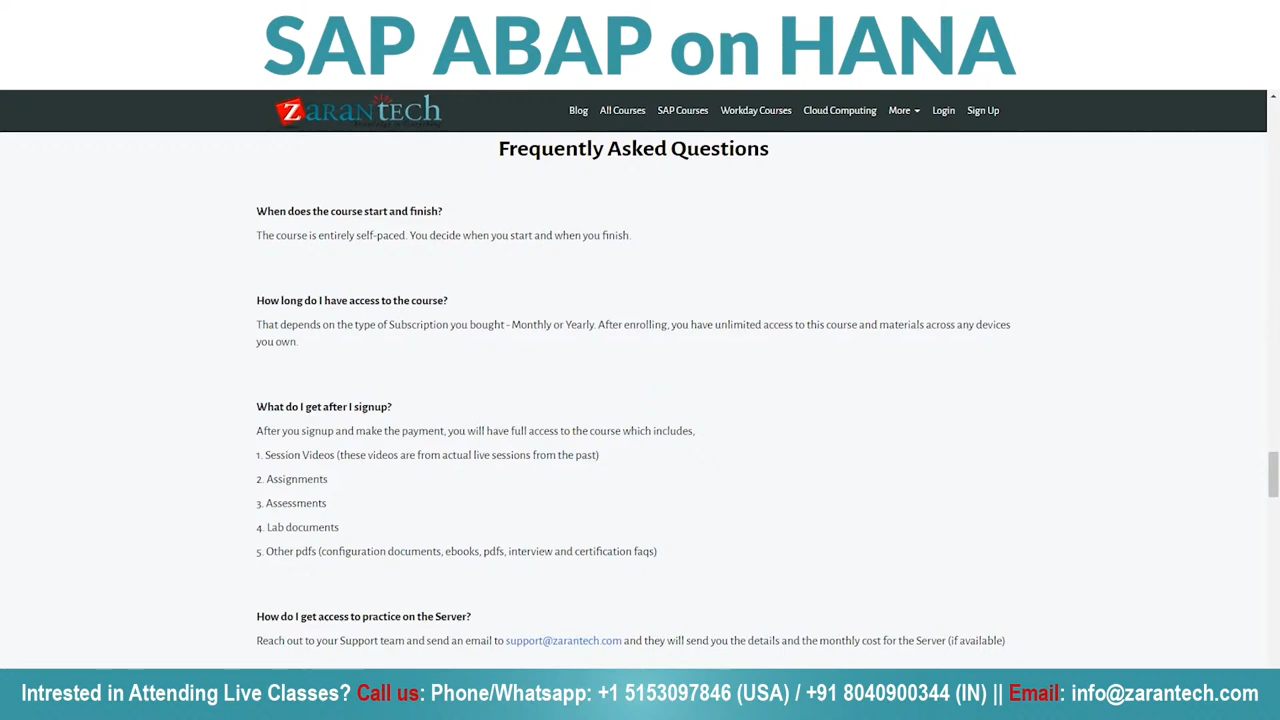 SAP ABAP on HANA
ZaranTech
Blog All Courses SAP Courses Workday Courses Cloud Computing More Login Sign Up
Frequently Asked Questions
When does the course start and finish?
The course is entirely self-paced. You decide when you start and when you finish.
How long do I have access to the course?
That depends on the type of Subscription you bought - Monthly or Yearly. After enrolling, you have unlimited access to this course and materials across any devices
you own.
What do I get after I signup?
After you signup and make the payment, you will have full access to the course which includes,
1. Session Videos (these videos are from actual live sessions from the past)
2. Assignments
3. Assessments
4. Lab documents
5. Other pdfs (configuration documents, ebooks, pdfs, interview and certification faqs)
How do I get access to practice on the Server?
Reach out to your Support team and send an email to support@zarantech.com and they will send you the details and the monthly cost for the Server (if available)
Intrested in Attending Live Classes? Call us: Phone/Whatsapp: +1 5153097846 (USA) / +91 8040900344 (IN) || Email: info@zarantech.com